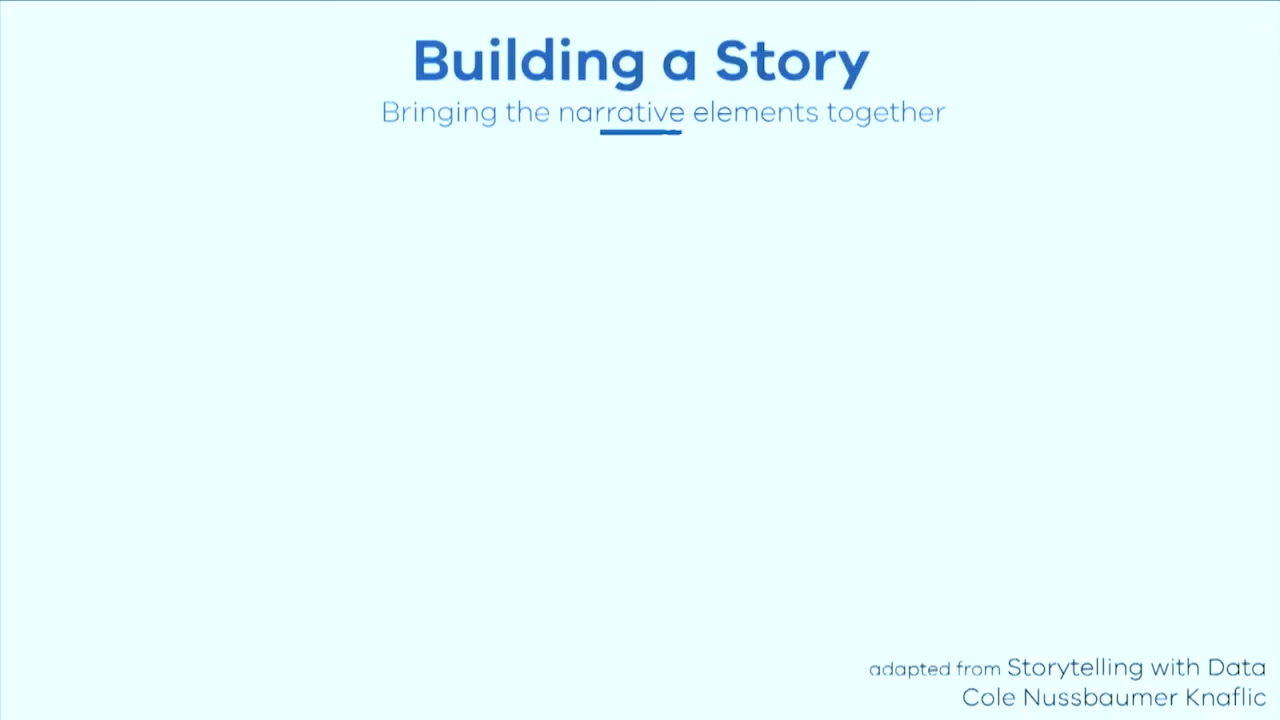 Building a Story
Bringing the narrative elements together
adapted from Storytelling with Data
Cole Nussbaumer Knaflic